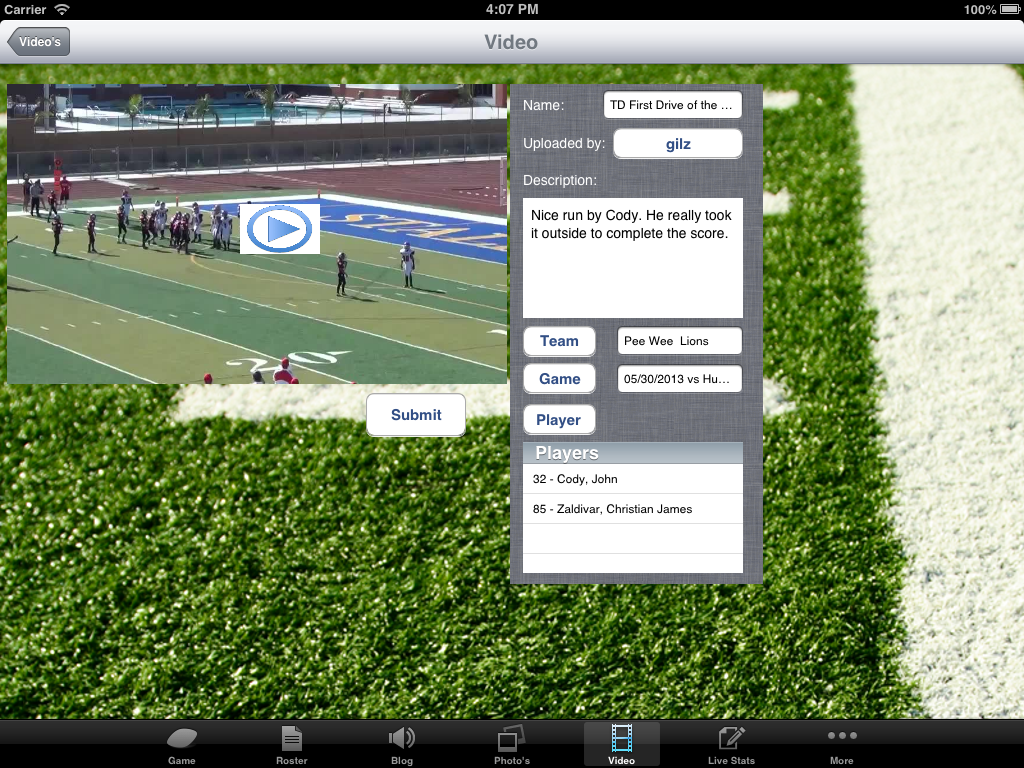 Carrier
4:07 PM
100%
Video's
Video
Name:
TD First Drive of the ...
Uploaded by:
gilz
Description:
Nice run by Cody. He really took
it outside to complete the score.
20
Team
Pee Wee  Lions
Game
05/30/2013 vs Hu...
Submit
Player
Players
32 - Cody, John
85 - Zaldivar, Christian James
Game
Roster
Blog
Photo's
Video
Live Stats
More